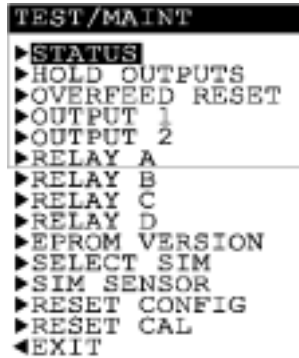 TEST/MAINT
▶STATUS
▶HOLD OUTPUTS
▶OVERFEED RESET
▶OUTPUT 1
▶OUTPUT 2
▶RELAY A
▶RELAY B
▶RELAY C
▶RELAY D
▶EPROM VERSION
▶SELECT SIM
▶SIM SENSOR
▶RESET CONFIG
▶RESET CAL
◀EXIT